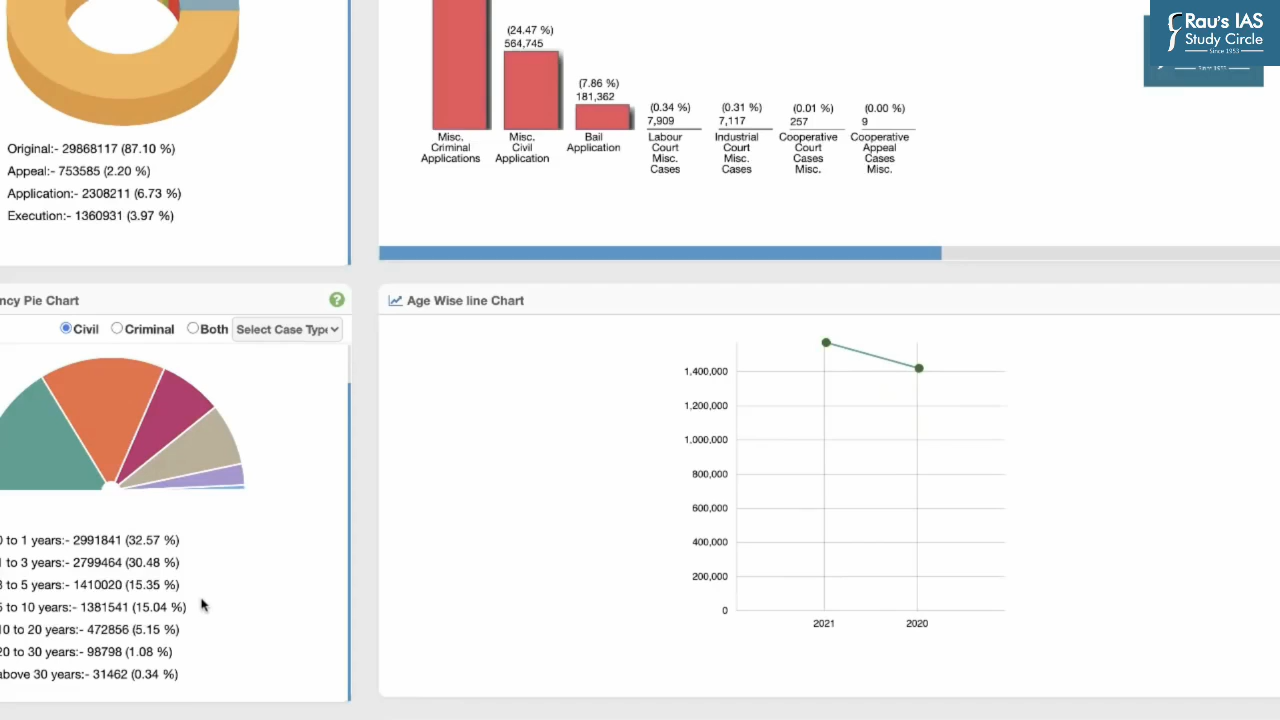 Rau's IAS
Study Circle
Since 1953
(24.47 %)
564,745
(7.86 %)
181,362
(0.34 %)
7,909
(0.31 %)
7,117
(0.01 %)
257
(0.00 %)
9
Misc.
Criminal
Applications
Misc.
Civil
Application
Bail
Application
Labour
Court
Misc.
Cases
Industrial
Court
Misc.
Cases
Cooperative
Court
Cases
Misc.
Cooperative
Appeal
Cases
Misc.
Original:- 29868117 (87.10 %)
Appeal:- 753585 (2.20 %)
Application:- 2308211 (6.73 %)
Execution:- 1360931 (3.97 %)
ncy Pie Chart
?
Civil Criminal Both Select Case Type
0 to 1 years:- 2991841 (32.57 %)
1 to 3 years:- 2799464 (30.48 %)
3 to 5 years:- 1410020 (15.35 %)
5 to 10 years:- 1381541 (15.04 %)
10 to 20 years:- 472856 (5.15 %)
20 to 30 years:- 98798 (1.08 %)
above 30 years:- 31462 (0.34 %)
Age Wise line Chart
1,400,000
1,200,000
1,000,000
800,000
600,000
400,000
200,000
0
2021 2020